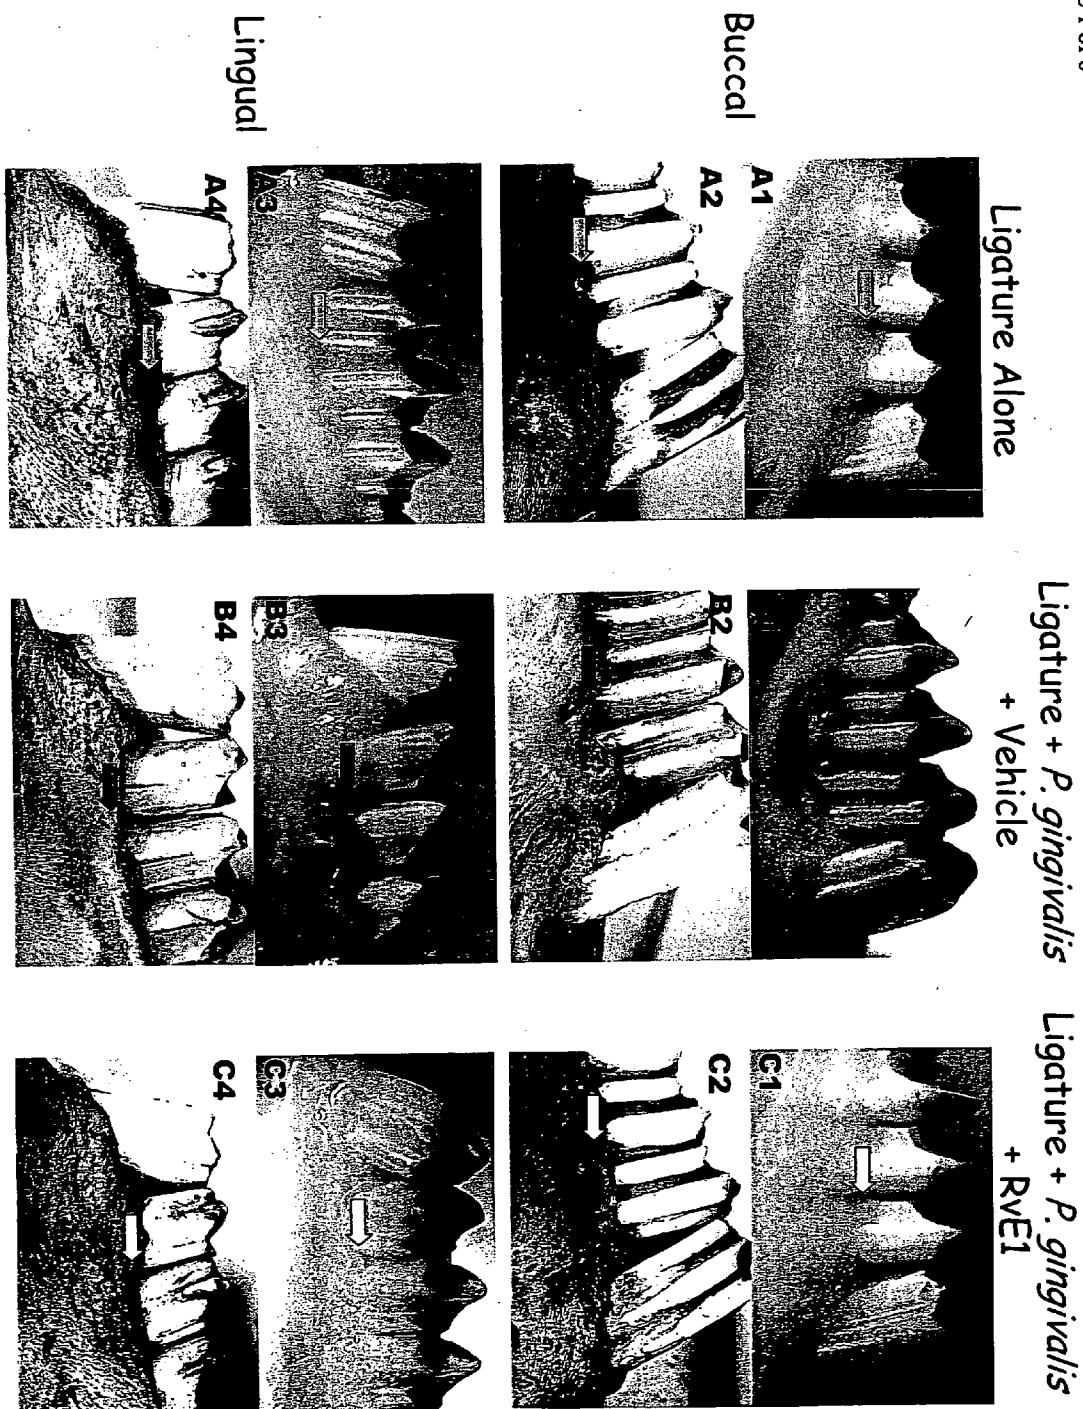 Ligature Alone
Ligature + P. gingivalis
+ Vehicle
Ligature + P. gingivalis
+ RvE1
Buccal
A1
A2
B2
C1
C2
Lingual
A3
A4
B3
B4
C3
C4